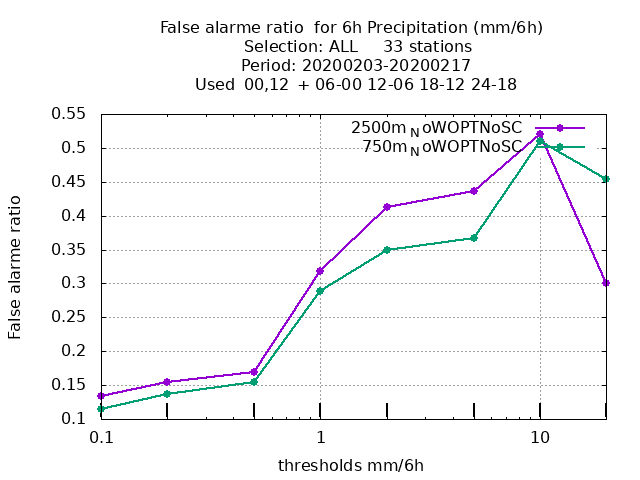 False alarme ratio  for 6h Precipitation (mm/6h)
Selection: ALL     33 stations
Period: 20200203-20200217
Used  00,12  + 06-00 12-06 18-12 24-18
2500m_NoWOPTNoSC
750m_NoWOPTNoSC
0.55
0.5
0.45
0.4
0.35
0.3
0.25
0.2
0.15
0.1
False alarme ratio
0.1 1 10
thresholds mm/6h